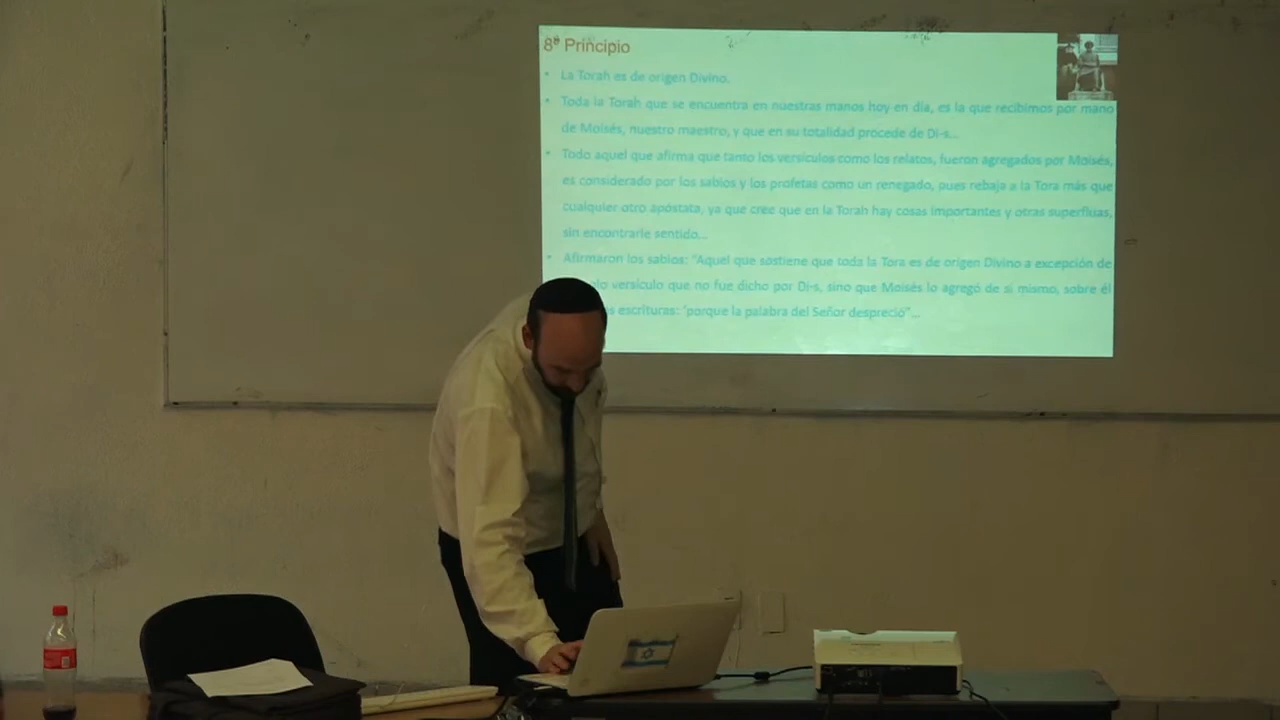 8º Principio
• La Torah es de origen Divino.
• Toda la Torah que se encuentra en nuestras manos hoy en día, es la que recibimos por mano
de Moisés, nuestro maestro, y que en su totalidad procede de Di-s...
• Todo aquel que afirma que tanto los versículos como los relatos, fueron agregados por Moisés,
es considerado por los sabios y los profetas como un renegado, pues rebaja a la Tora más que
cualquier otro apóstata, ya que cree que en la Torah hay cosas importantes y otras superfluas,
sin encontrarle sentido...
• Afirmaron los sabios: "Aquel que sostiene que toda la Tora es de origen Divino a excepción de
versículo que no fue dicho por Di-s, sino que Moisés lo agregó de si mismo, sobre él
escrituras: 'porque la palabra del Señor despreció"...